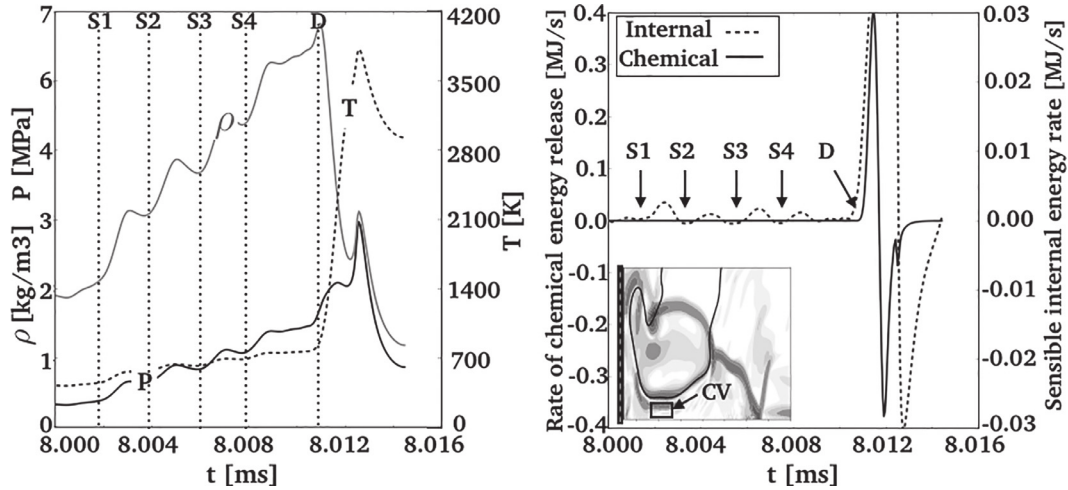 S1 S2 S3 S4 D
7
6
5
4
3
2
1
0
ρ [kg/m3] P [MPa]
4200
3500
2800
2100
1400
700
0
T [K]
ρ
T
P
8.000 8.004 8.008 8.012 8.016
t [ms]
Internal
Chemical
0.4
0.3
0.2
0.1
0.0
-0.1
-0.2
-0.3
-0.4
Rate of chemical energy release [MJ/s]
0.03
0.02
0.01
0.00
-0.01
-0.02
-0.03
Sensible internal energy rate [MJ/s]
S1 S2 S3 S4 D
CV
8.000 8.004 8.008 8.012 8.016
t [ms]